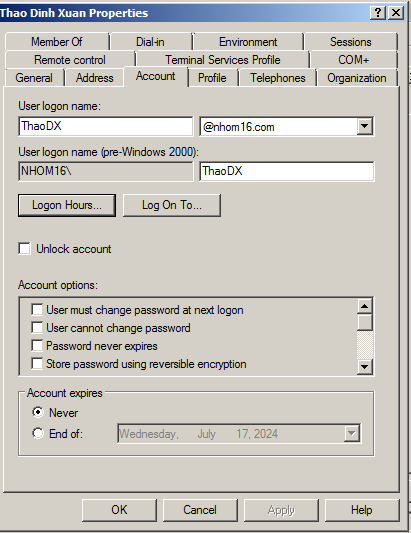 Thao Dinh Xuan Properties
Member Of Dial-in Environment Sessions
Remote control Terminal Services Profile COM+
General Address Account Profile Telephones Organization
User logon name:
ThaoDX @nhom16.com
User logon name (pre-Windows 2000):
NHOM16\ ThaoDX
Logon Hours... Log On To...
Unlock account
Account options:
User must change password at next logon
User cannot change password
Password never expires
Store password using reversible encryption
Account expires
Never
End of: Wednesday, July 17, 2024
OK Cancel Apply Help